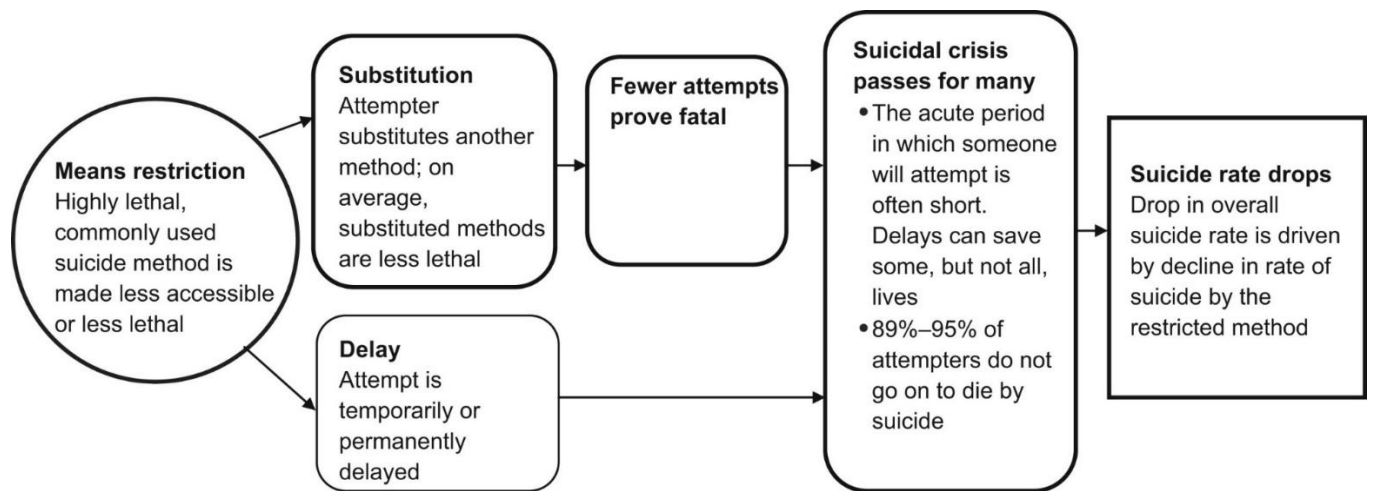 Means restriction
Highly lethal,
commonly used
suicide method is
made less accessible
or less lethal
Substitution
Attempter
substitutes another
method; on
average,
substituted methods
are less lethal
Delay
Attempt is
temporarily or
permanently
delayed
Fewer attempts
prove fatal
Suicidal crisis
passes for many
• The acute period
in which someone
will attempt is
often short.
Delays can save
some, but not all,
lives
• 89%–95% of
attempters do not
go on to die by
suicide
Suicide rate drops
Drop in overall
suicide rate is driven
by decline in rate of
suicide by the
restricted method